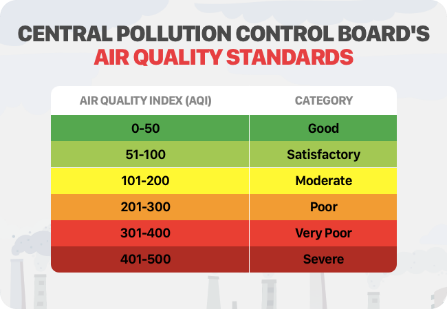 CENTRAL POLLUTION CONTROL BOARD'S
AIR QUALITY STANDARDS
AIR QUALITY INDEX (AQI) CATEGORY
0-50 Good
51-100 Satisfactory
101-200 Moderate
201-300 Poor
301-400 Very Poor
401-500 Severe